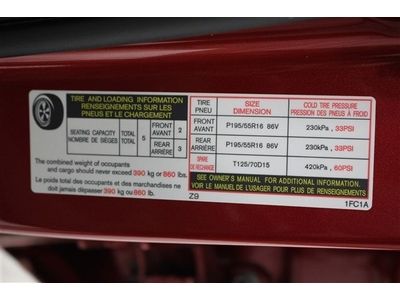 TIRE AND LOADING INFORMATION
RENSEIGNEMENTS SUR LES
PNEUS ET LE CHARGEMENT
SEATING CAPACITY TOTAL 5 FRONT 2
NOMBRE DE SIÈGES TOTAL AVANT
REAR 3
ARRIÈRE
The combined weight of occupants
and cargo should never exceed 390 kg or 860 lbs.
Le poids total des occupants et des marchandises ne
doit jamais dépasser 390 kg ou 860 lb.
TIRE SIZE COLD TIRE PRESSURE
PNEU DIMENSION PRESSION DES PNEUS À FROID
FRONT P195/55R16 86V 230kPa , 33PSI
AVANT
REAR P195/55R16 86V 230kPa , 33PSI
ARRIÈRE
SPARE T125/70D15 420kPa , 60PSI
DE RECHANGE
SEE OWNER'S MANUAL FOR ADDITIONAL INFORMATION
VOIR LE MANUEL DE L'USAGER POUR PLUS DE RENSEIGNEMENTS
Z9 1FC1A